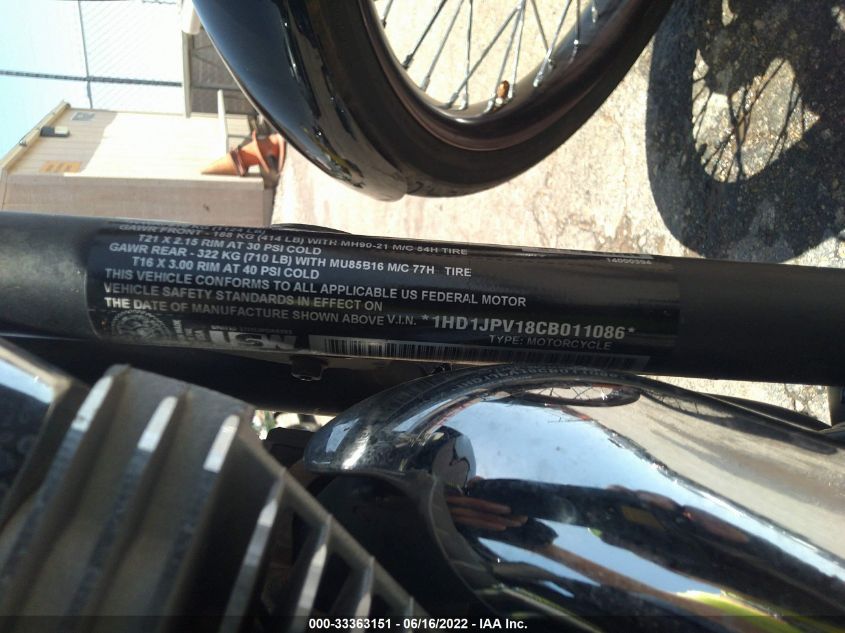 GAWR FRONT - 188 KG (414 LB) WITH MH90-21 M/C 54H TIRE
T21 X 2.15 RIM AT 30 PSI COLD
GAWR REAR - 322 KG (710 LB) WITH MU85B16 M/C 77H TIRE
T16 X 3.00 RIM AT 40 PSI COLD
THIS VEHICLE CONFORMS TO ALL APPLICABLE US FEDERAL MOTOR
VEHICLE SAFETY STANDARDS IN EFFECT ON
THE DATE OF MANUFACTURE SHOWN ABOVE V.I.N. *1HD1JPV18CB011086*
TYPE: MOTORCYCLE
000-33363151 - 06/16/2022 - IAA Inc.